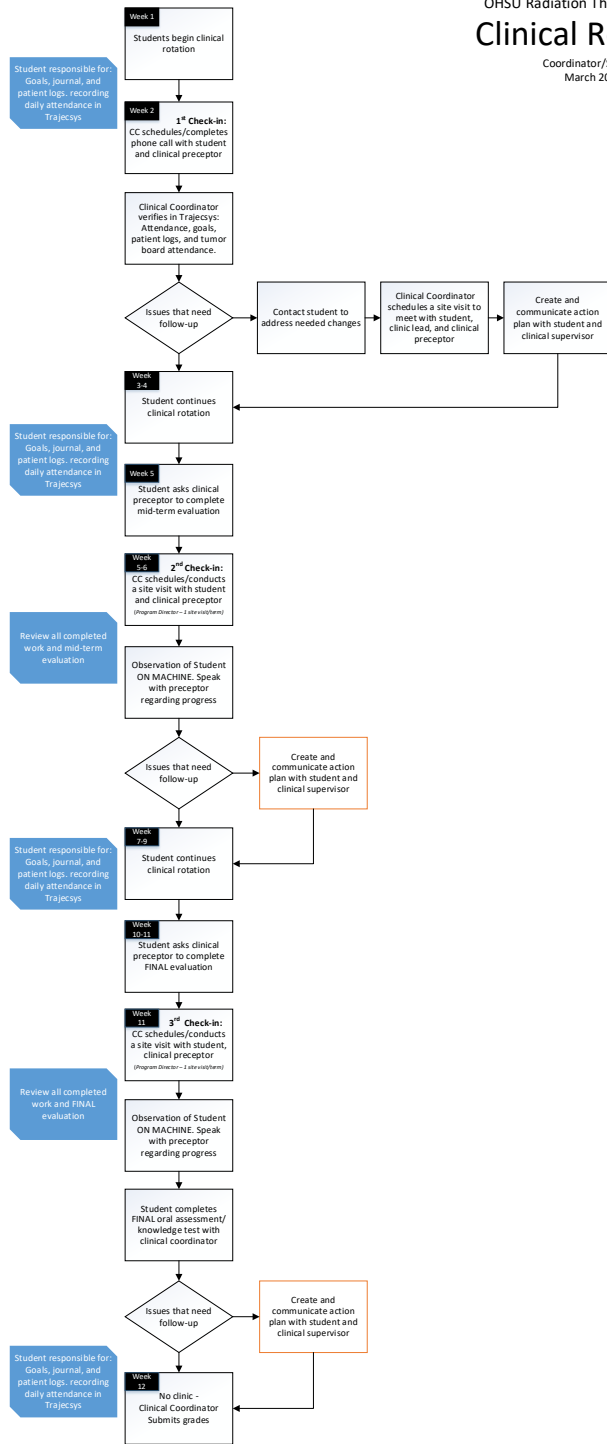 OHSU Radiation Th
Clinical R
Coordinator/
March 20
Week 1
Students begin clinical
rotation
Student responsible for:
Goals, journal, and
patient logs. recording
daily attendance in
Trajecsys
Week 2
1st Check-in:
CC schedules/completes
phone call with student
and clinical preceptor
Clinical Coordinator
verifies in Trajecsys:
Attendance, goals,
patient logs, and tumor
board attendance.
Issues that need
follow-up
Contact student to
address needed changes
Clinical Coordinator
schedules a site visit to
meet with student,
clinic lead, and clinical
preceptor
Create and
communicate action
plan with student and
clinical supervisor
Week
3-4
Student continues
clinical rotation
Student responsible for:
Goals, journal, and
patient logs. recording
daily attendance in
Trajecsys
Week 5
Student asks clinical
preceptor to complete
mid-term evaluation
Week
5-6
2nd Check-in:
CC schedules/conducts
a site visit with student
and clinical preceptor
(Program Director – 1 site visit/term)
Review all completed
work and mid-term
evaluation
Observation of Student
ON MACHINE. Speak
with preceptor
regarding progress
Issues that need
follow-up
Create and
communicate action
plan with student and
clinical supervisor
Week
7-9
Student continues
clinical rotation
Student responsible for:
Goals, journal, and
patient logs. recording
daily attendance in
Trajecsys
Week
10-11
Student asks clinical
preceptor to complete
FINAL evaluation
Week
11
3rd Check-in:
CC schedules/conducts
a site visit with student,
clinical preceptor
(Program Director – 1 site visit/term)
Review all completed
work and FINAL
evaluation
Observation of Student
ON MACHINE. Speak
with preceptor
regarding progress
Student completes
FINAL oral assessment/
knowledge test with
clinical coordinator
Issues that need
follow-up
Create and
communicate action
plan with student and
clinical supervisor
Student responsible for:
Goals, journal, and
patient logs. recording
daily attendance in
Trajecsys
Week
12
No clinic -
Clinical Coordinator
Submits grades